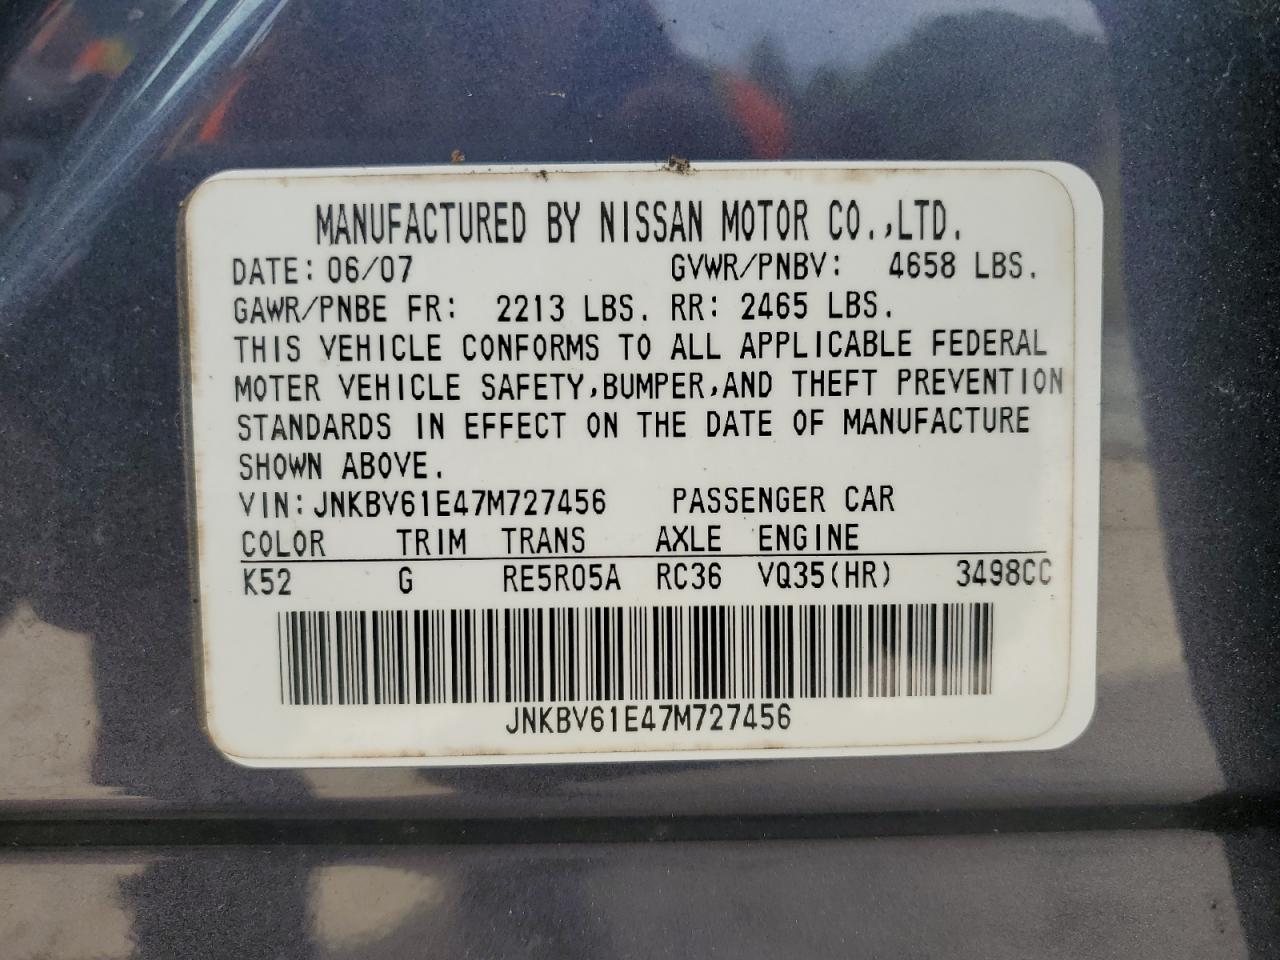 MANUFACTURED BY NISSAN MOTOR CO.,LTD.
DATE: 06/07 GVWR/PNBV: 4658 LBS.
GAWR/PNBE FR: 2213 LBS. RR: 2465 LBS.
THIS VEHICLE CONFORMS TO ALL APPLICABLE FEDERAL
MOTER VEHICLE SAFETY,BUMPER,AND THEFT PREVENTION
STANDARDS IN EFFECT ON THE DATE OF MANUFACTURE
SHOWN ABOVE.
VIN: JNKBV61E47M727456 PASSENGER CAR
COLOR TRIM TRANS AXLE ENGINE
K52 G RE5R05A RC36 VQ35(HR) 3498CC
JNKBV61E47M727456